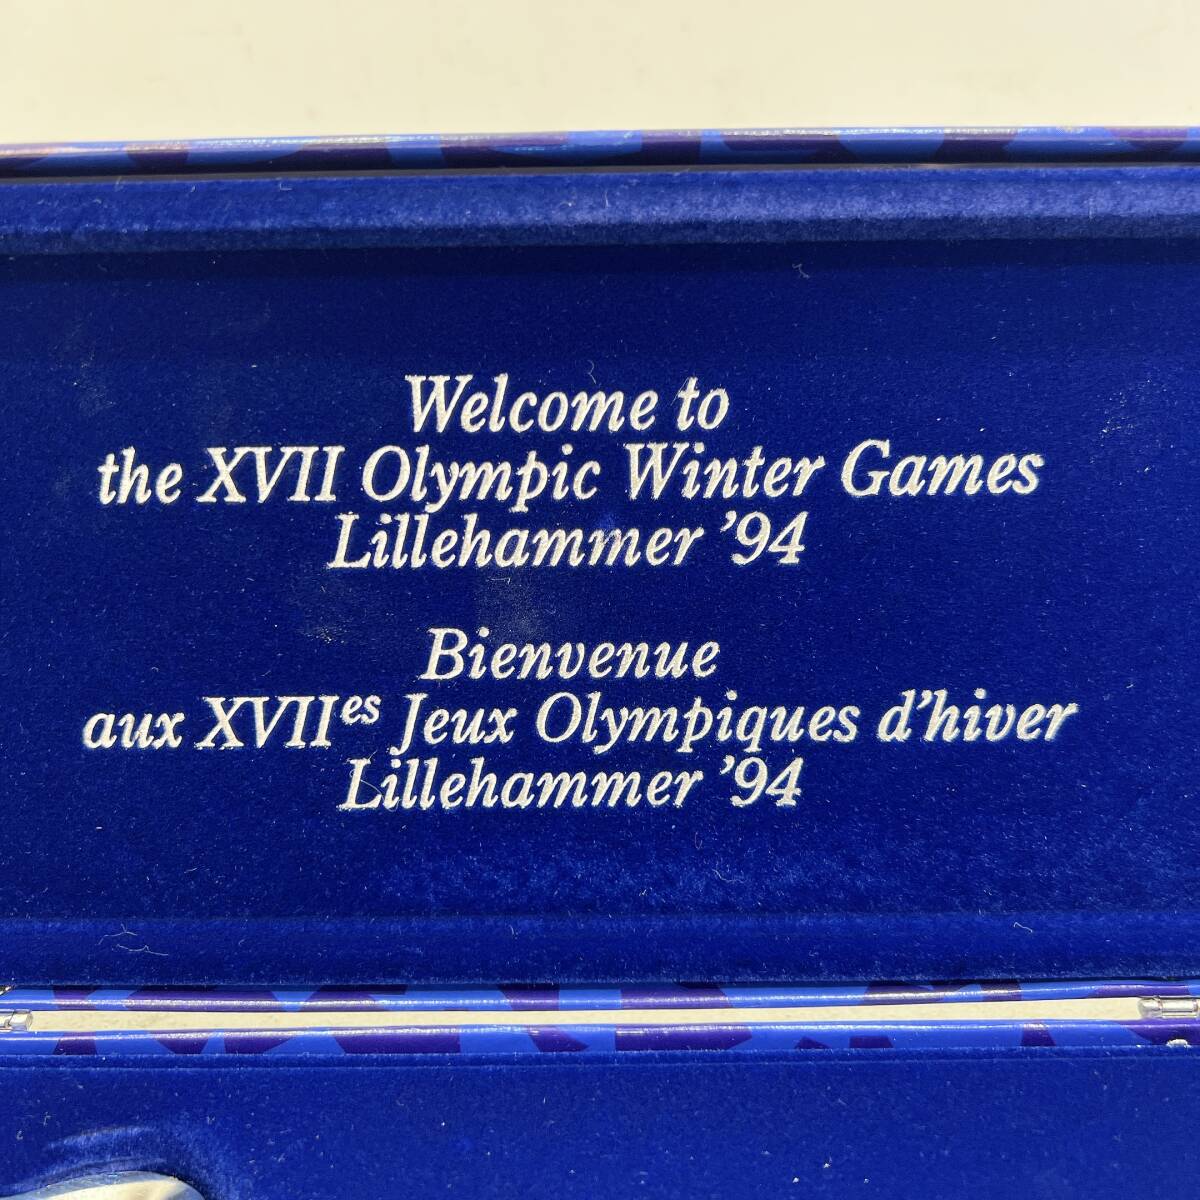 Welcome to
the XVII Olympic Winter Games
Lillehammer ’94
Bienvenue
aux XVIIes Jeux Olympiques d’hiver
Lillehammer ’94